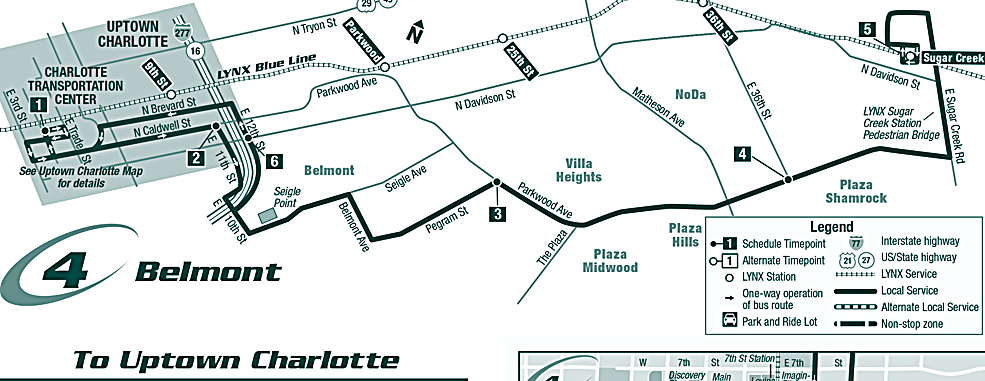 29
UPTOWN
CHARLOTTE
277
16
N Tryon St
Parkwood
N
36th St
5
Sugar Creek
9th St
LYNX Blue Line
25th St
CHARLOTTE
TRANSPORTATION
CENTER
E 3rd St
1
N Brevard St
Parkwood Ave
N Davidson St
N Davidson St
NoDa
Matheson Ave
E 36th St
E Sugar Creek Rd
LYNX Sugar
Creek Station
Pedestrian Bridge
Trade St
N Caldwell St
E 12th St
2
E 11th St
6
See Uptown Charlotte Map
for details
Belmont
Seigle Ave
Villa
Heights
4
Seigle
Point
E 10th St
Belmont Ave
Pegram St
3
Parkwood Ave
Plaza
Shamrock
The Plaza
Plaza
Hills
Plaza
Midwood
4 Belmont
Legend
1 Schedule Timepoint
1 Alternate Timepoint
LYNX Station
One-way operation
of bus route
Park and Ride Lot
77 Interstate highway
21 27 US/State highway
LYNX Service
Local Service
Alternate Local Service
Non-stop zone
To Uptown Charlotte
W 7th St 7th St Station E 7th St
Discovery Main Imagin-